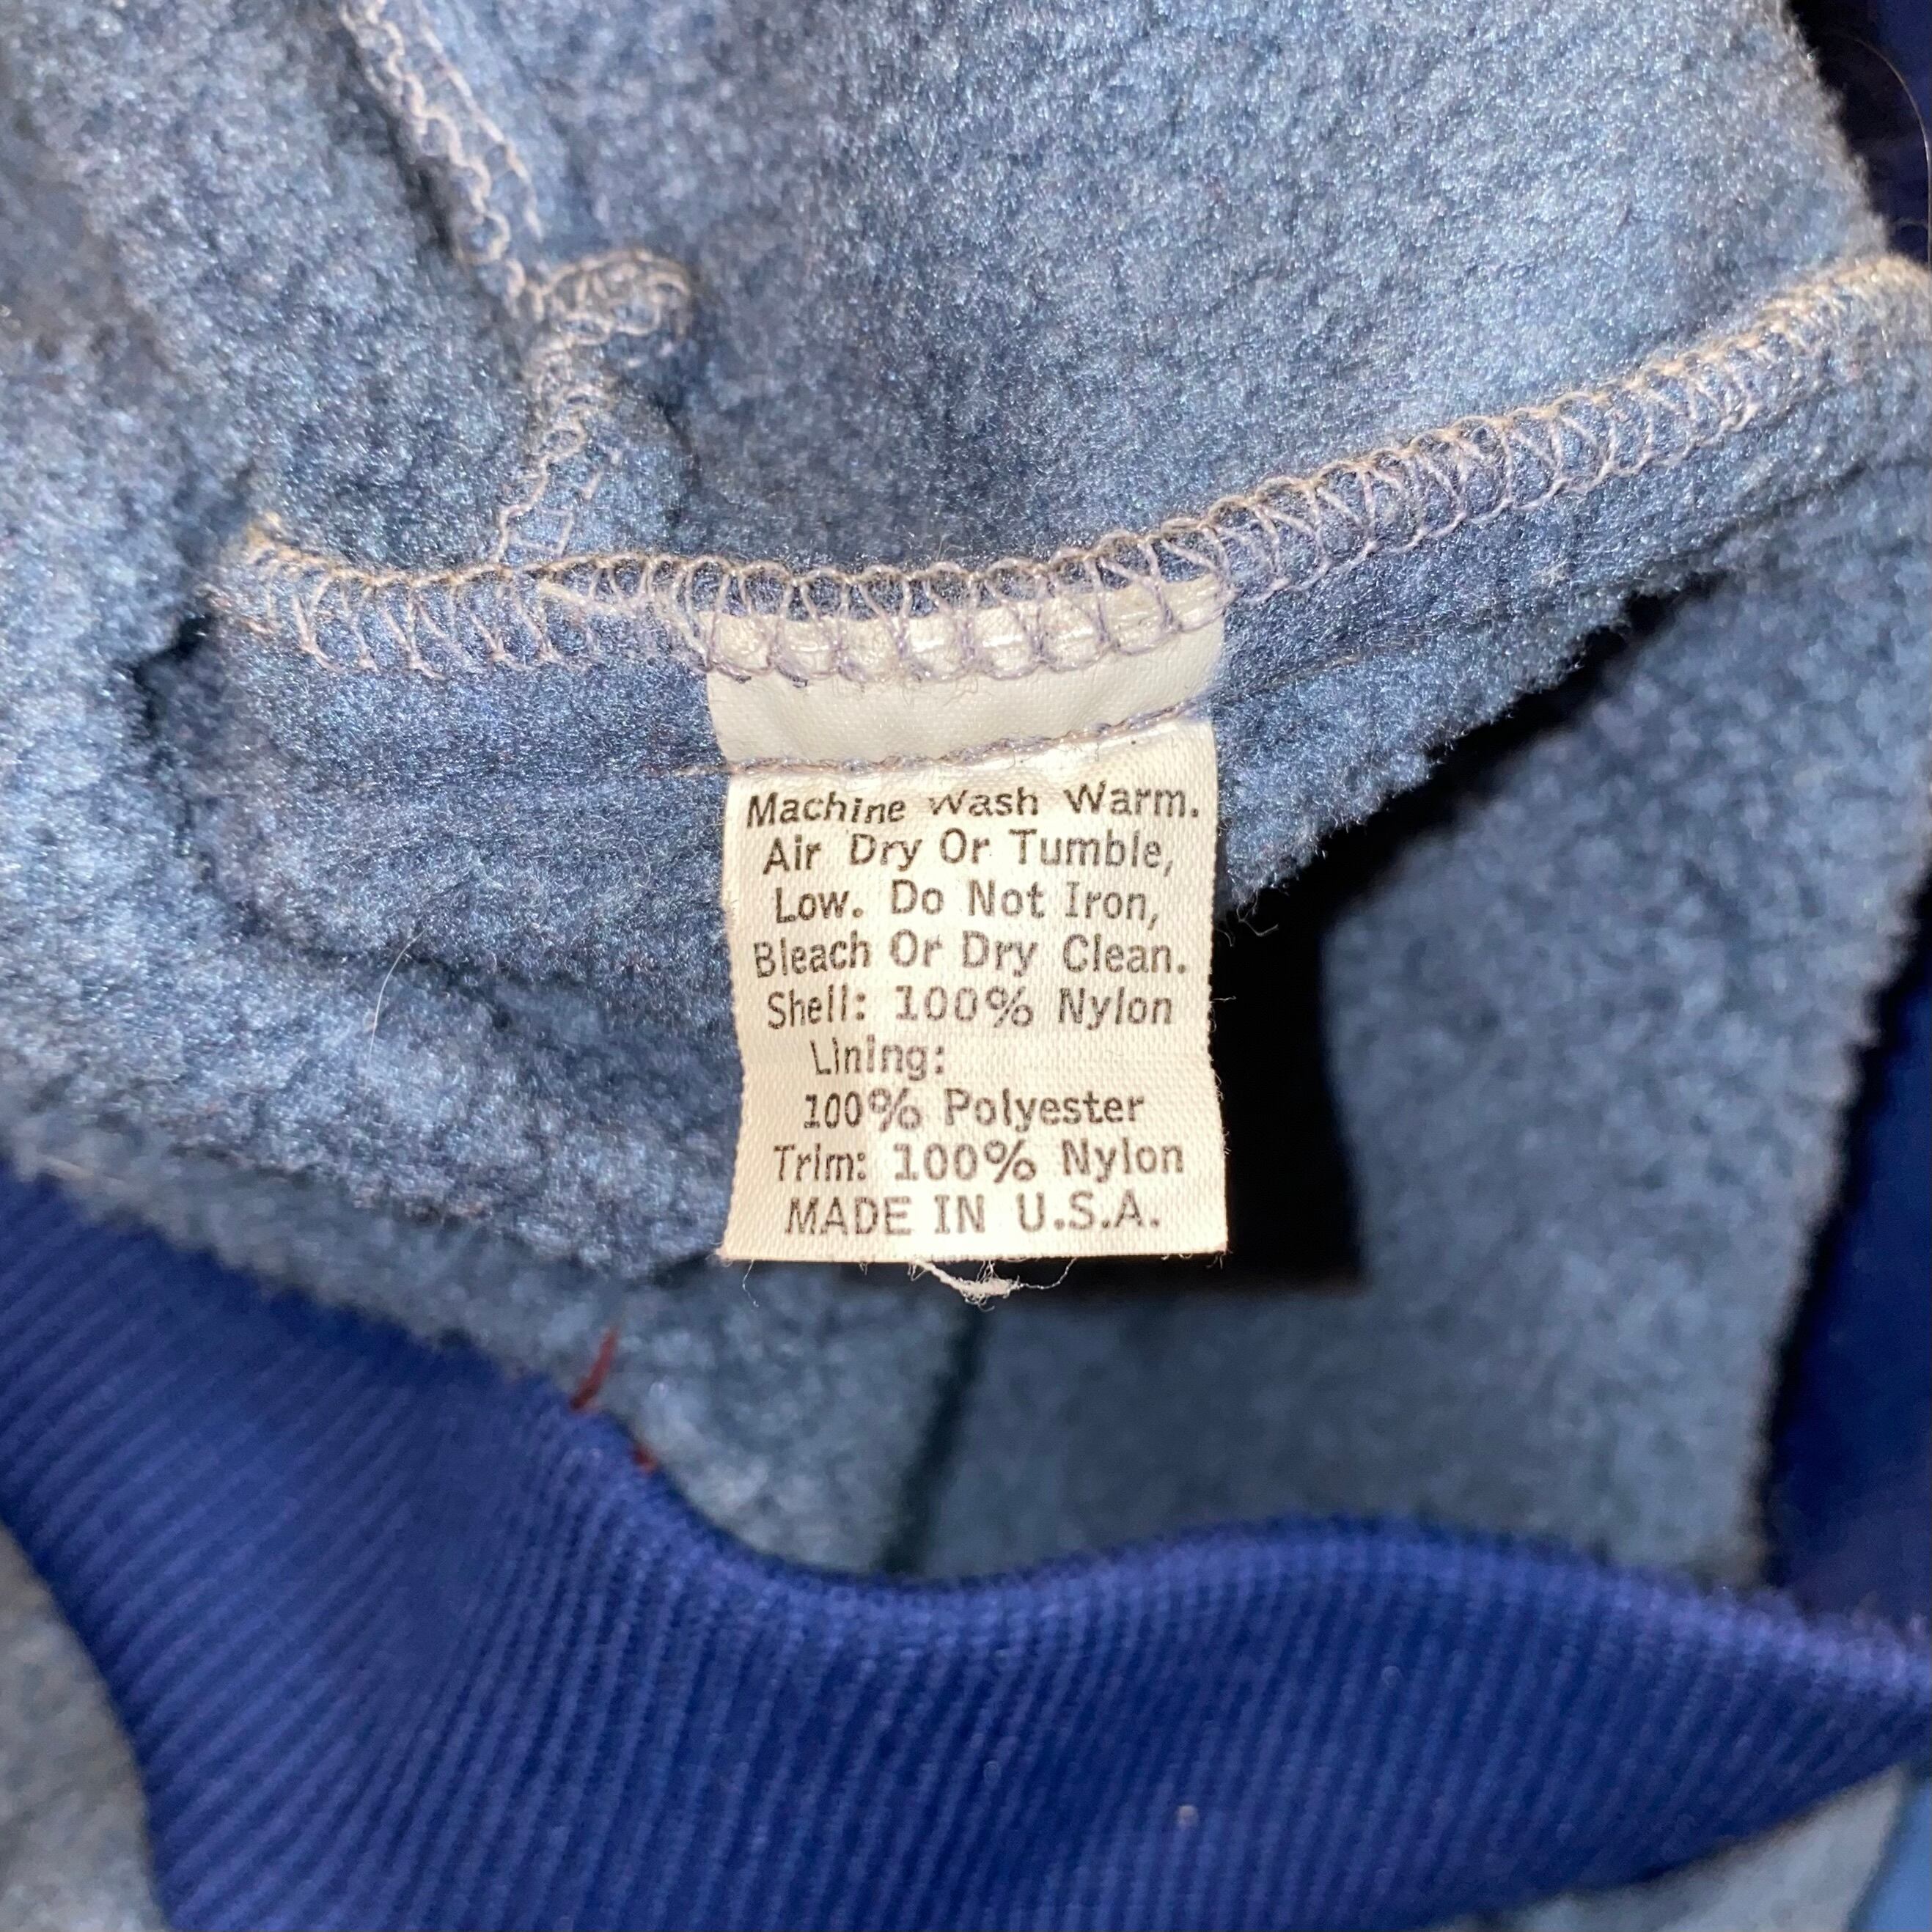 Machine Wash Warm.
Air Dry Or Tumble,
Low. Do Not Iron,
Bleach Or Dry Clean.
Shell: 100% Nylon
Lining:
100% Polyester
Trim: 100% Nylon
MADE IN U.S.A.